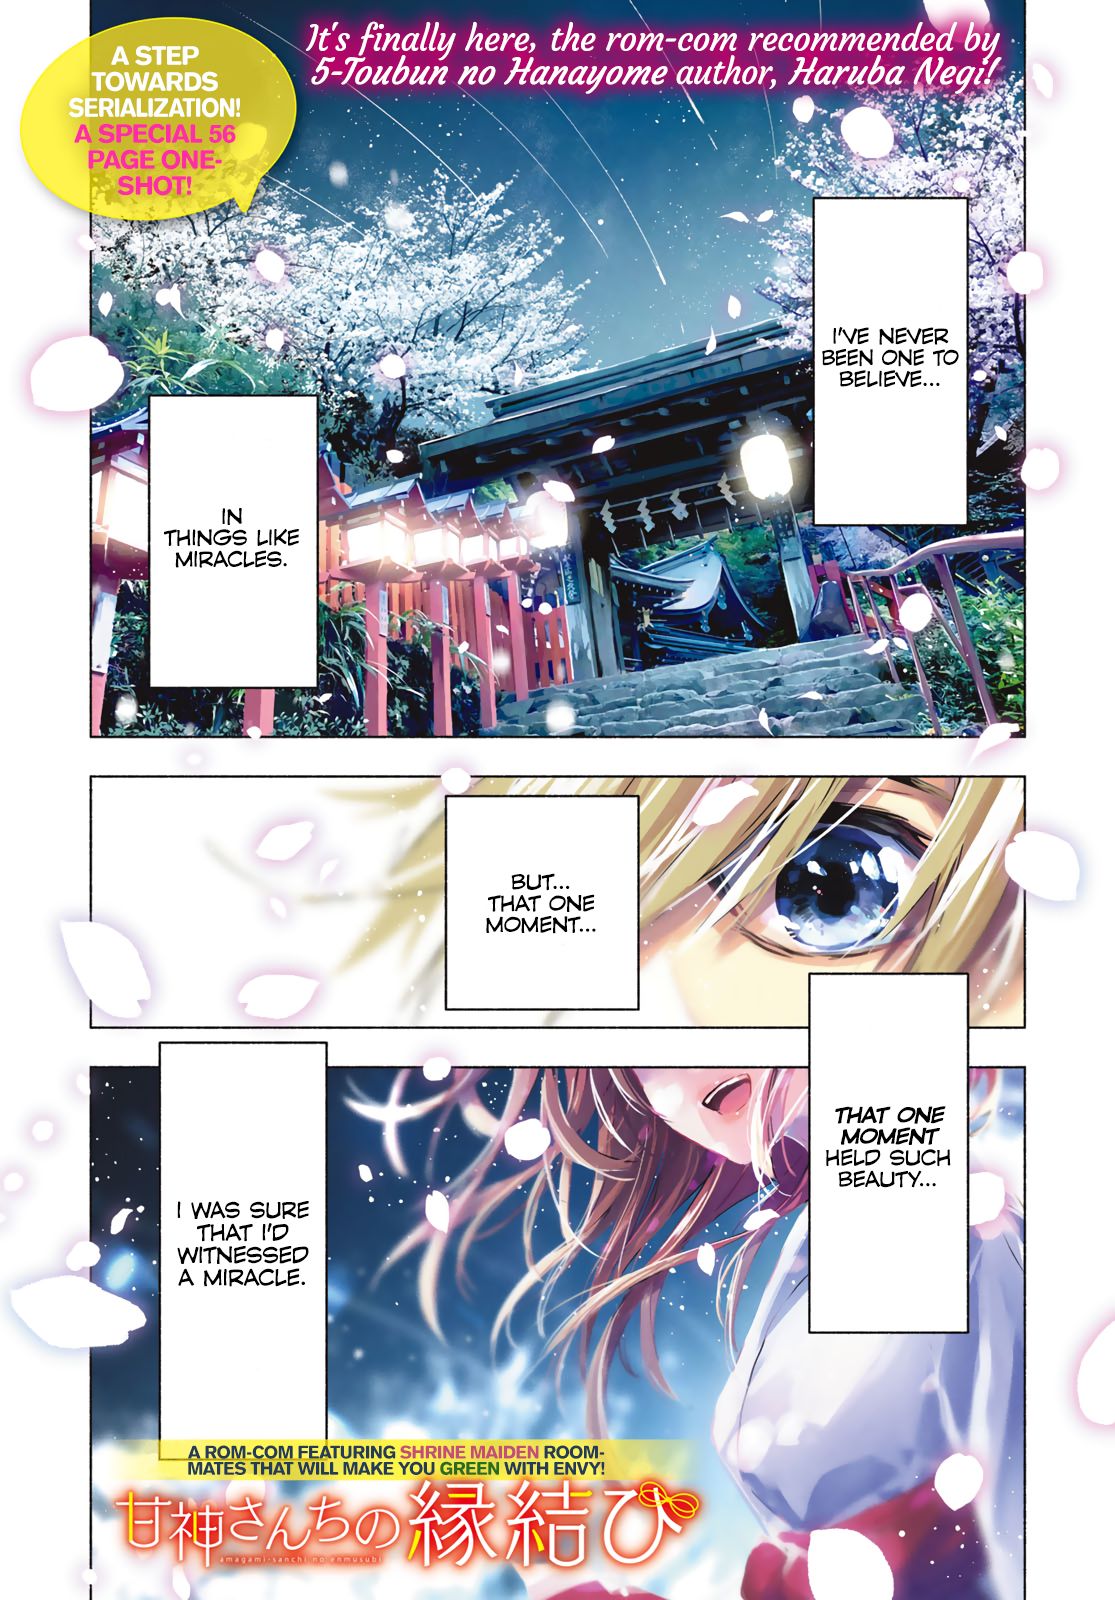 It's finally here, the rom-com recommended by
5-Toubun no Hanayome author, Haruba Negi!
A STEP
TOWARDS
SERIALIZATION!
A SPECIAL 56
PAGE ONE-
SHOT!
I'VE NEVER
BEEN ONE TO
BELIEVE...
IN
THINGS LIKE
MIRACLES.
BUT...
THAT ONE
MOMENT...
THAT ONE
MOMENT
HELD SUCH
BEAUTY...
I WAS SURE
THAT I'D
WITNESSED
A MIRACLE.
A ROM-COM FEATURING SHRINE MAIDEN ROOM-
MATES THAT WILL MAKE YOU GREEN WITH ENVY!
甘神さんちの縁結び
amagami-sanchi no enmusubi